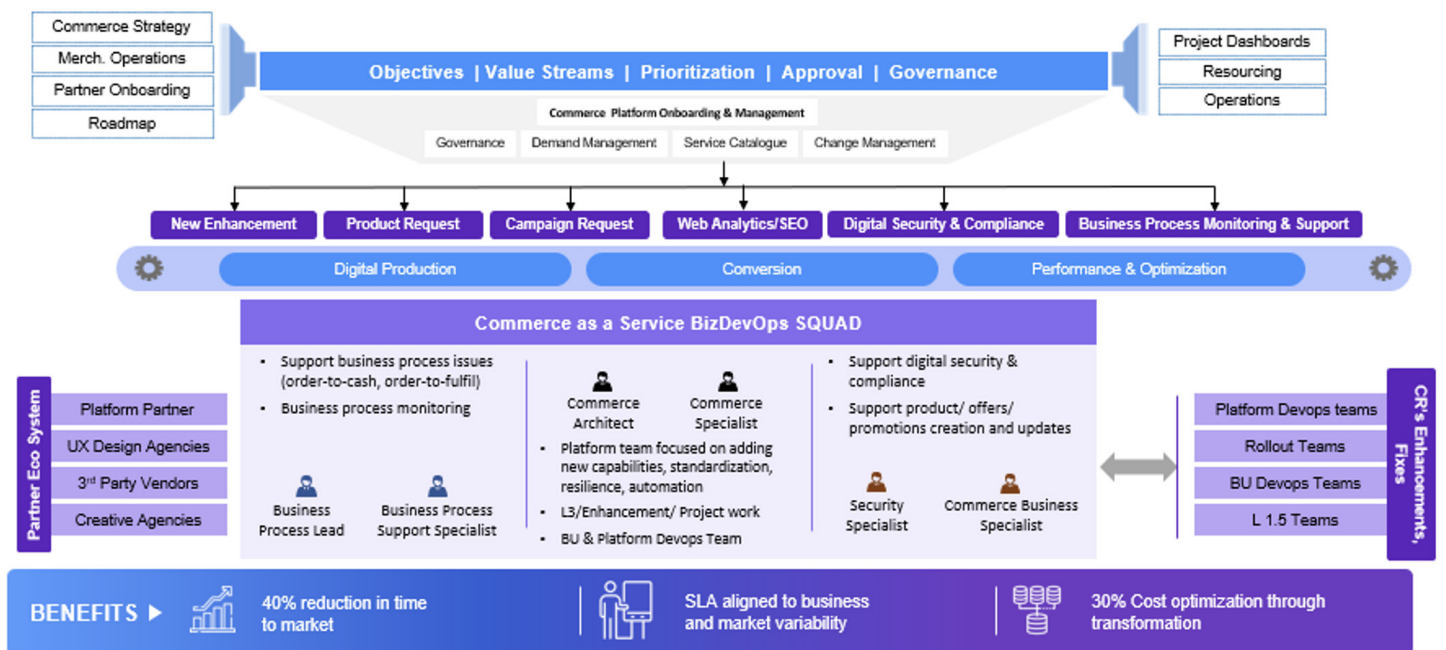 Commerce Strategy
Merch. Operations
Partner Onboarding
Roadmap
Objectives | Value Streams | Prioritization | Approval | Governance
Project Dashboards
Resourcing
Operations
Commerce Platform Onboarding & Management
Governance
Demand Management
Service Catalogue
Change Management
New Enhancement
Product Request
Campaign Request
Web Analytics/SEO
Digital Security & Compliance
Business Process Monitoring & Support
Digital Production
Conversion
Performance & Optimization
Commerce as a Service BizDevOps SQUAD
Partner Eco System
Platform Partner
UX Design Agencies
3rd Party Vendors
Creative Agencies
▪ Support business process issues
(order-to-cash, order-to-fulfil)
▪ Business process monitoring
Business
Process Lead
Business Process
Support Specialist
Commerce
Architect
Commerce
Specialist
▪ Platform team focused on adding
new capabilities, standardization,
resilience, automation
▪ L3/Enhancement/ Project work
▪ BU & Platform Devops Team
▪ Support digital security &
compliance
▪ Support product/ offers/
promotions creation and updates
Security
Specialist
Commerce Business
Specialist
Platform Devops teams
Rollout Teams
BU Devops Teams
L 1.5 Teams
CR's Enhancements,
Fixes
BENEFITS
40% reduction in time
to market
SLA aligned to business
and market variability
30% Cost optimization through
transformation